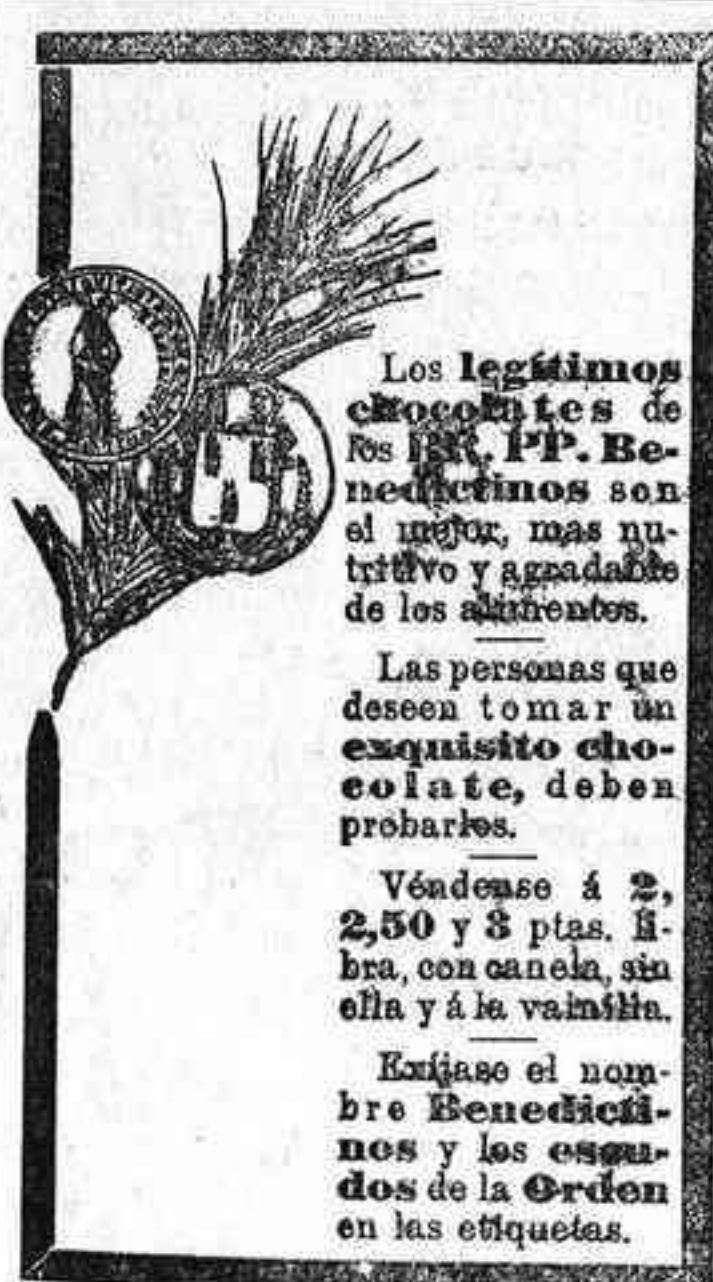 Los legítimos
chocolates de
los RR. PP. Be-
nedictinos son
el mejor, mas nu-
tritivo y agradable
de los alimentos.
Las personas que
deseen tomar un
exquisito cho-
colate, deben
probarlos.
Véndense á 2,
2,50 y 3 ptas. li-
bra, con canela, sin
ella y á la vainilla.
Exíjase el nom-
bre Benedicti-
nos y los escu-
dos de la Orden
en las etiquetas.